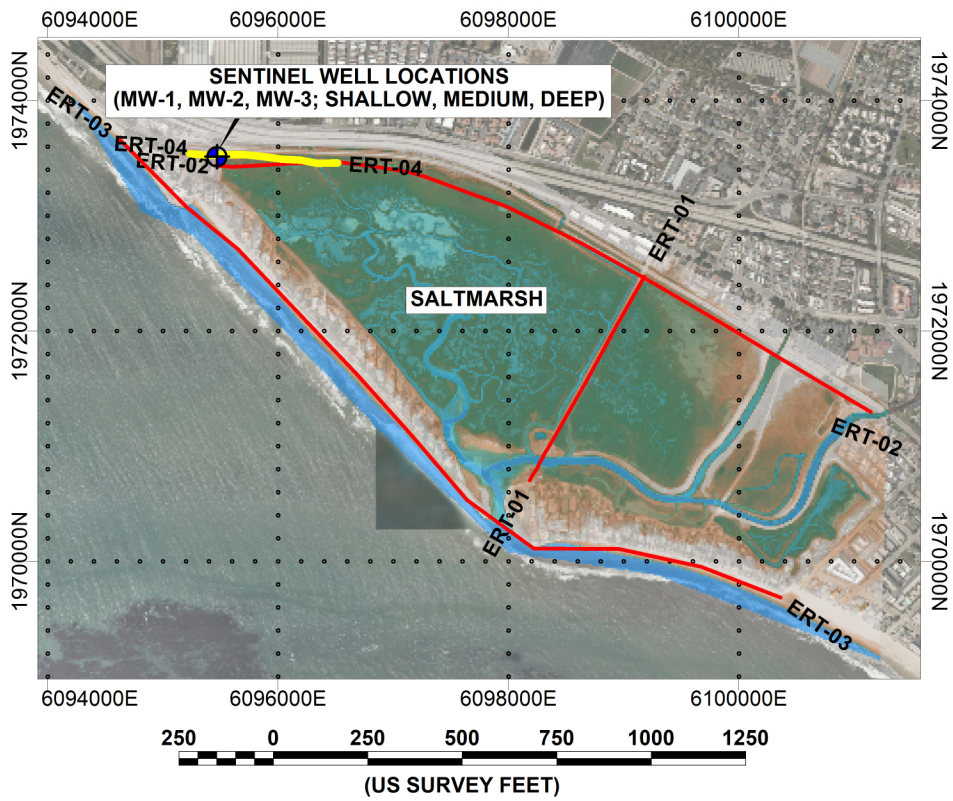 6094000E 6096000E 6098000E 6100000E
SENTINEL WELL LOCATIONS
(MW-1, MW-2, MW-3; SHALLOW, MEDIUM, DEEP)
1974000N
1974000N
ERT-03
ERT-04
ERT-02
ERT-04
ERT-01
SALTMARSH
1972000N
1972000N
ERT-02
ERT-01
1970000N
1970000N
ERT-03
6094000E 6096000E 6098000E 6100000E
250 0 250 500 750 1000 1250
(US SURVEY FEET)